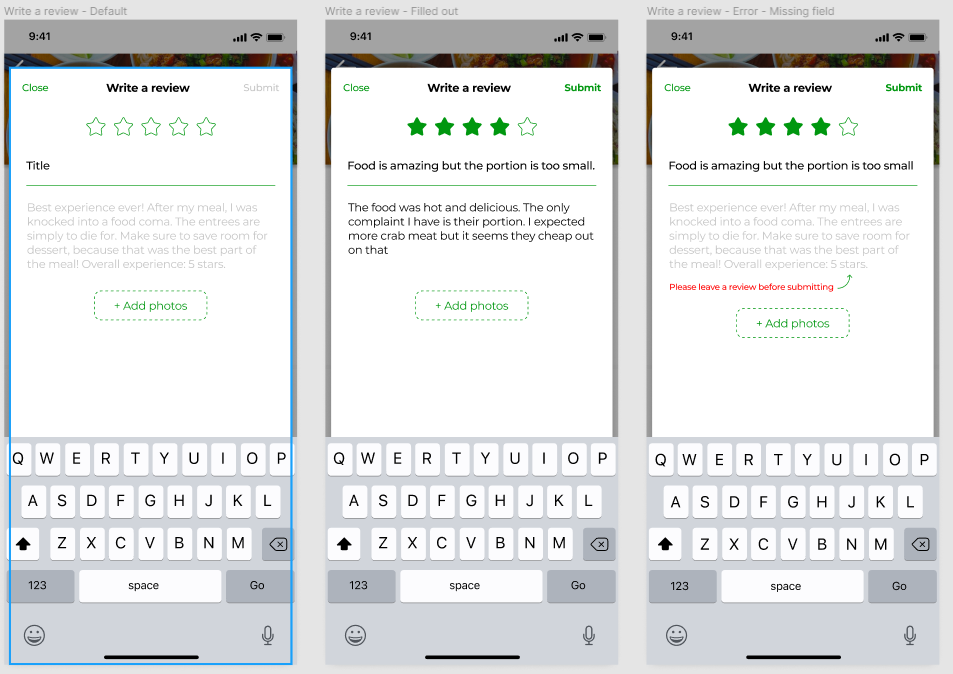 Write a review - Default
9:41
Close Write a review Submit
Title
Best experience ever! After my meal, I was
knocked into a food coma. The entrees are
simply to die for. Make sure to save room for
dessert, because that was the best part of
the meal! Overall experience: 5 stars.
+ Add photos
Q W E R T Y U I O P
A S D F G H J K L
Z X C V B N M
123 space Go
Write a review - Filled out
9:41
Close Write a review Submit
Food is amazing but the portion is too small.
The food was hot and delicious. The only
complaint I have is their portion. I expected
more crab meat but it seems they cheap out
on that
+ Add photos
Q W E R T Y U I O P
A S D F G H J K L
Z X C V B N M
123 space Go
Write a review - Error - Missing field
9:41
Close Write a review Submit
Food is amazing but the portion is too small
Best experience ever! After my meal, I was
knocked into a food coma. The entrees are
simply to die for. Make sure to save room for
dessert, because that was the best part of
the meal! Overall experience: 5 stars.
Please leave a review before submitting
+ Add photos
Q W E R T Y U I O P
A S D F G H J K L
Z X C V B N M
123 space Go